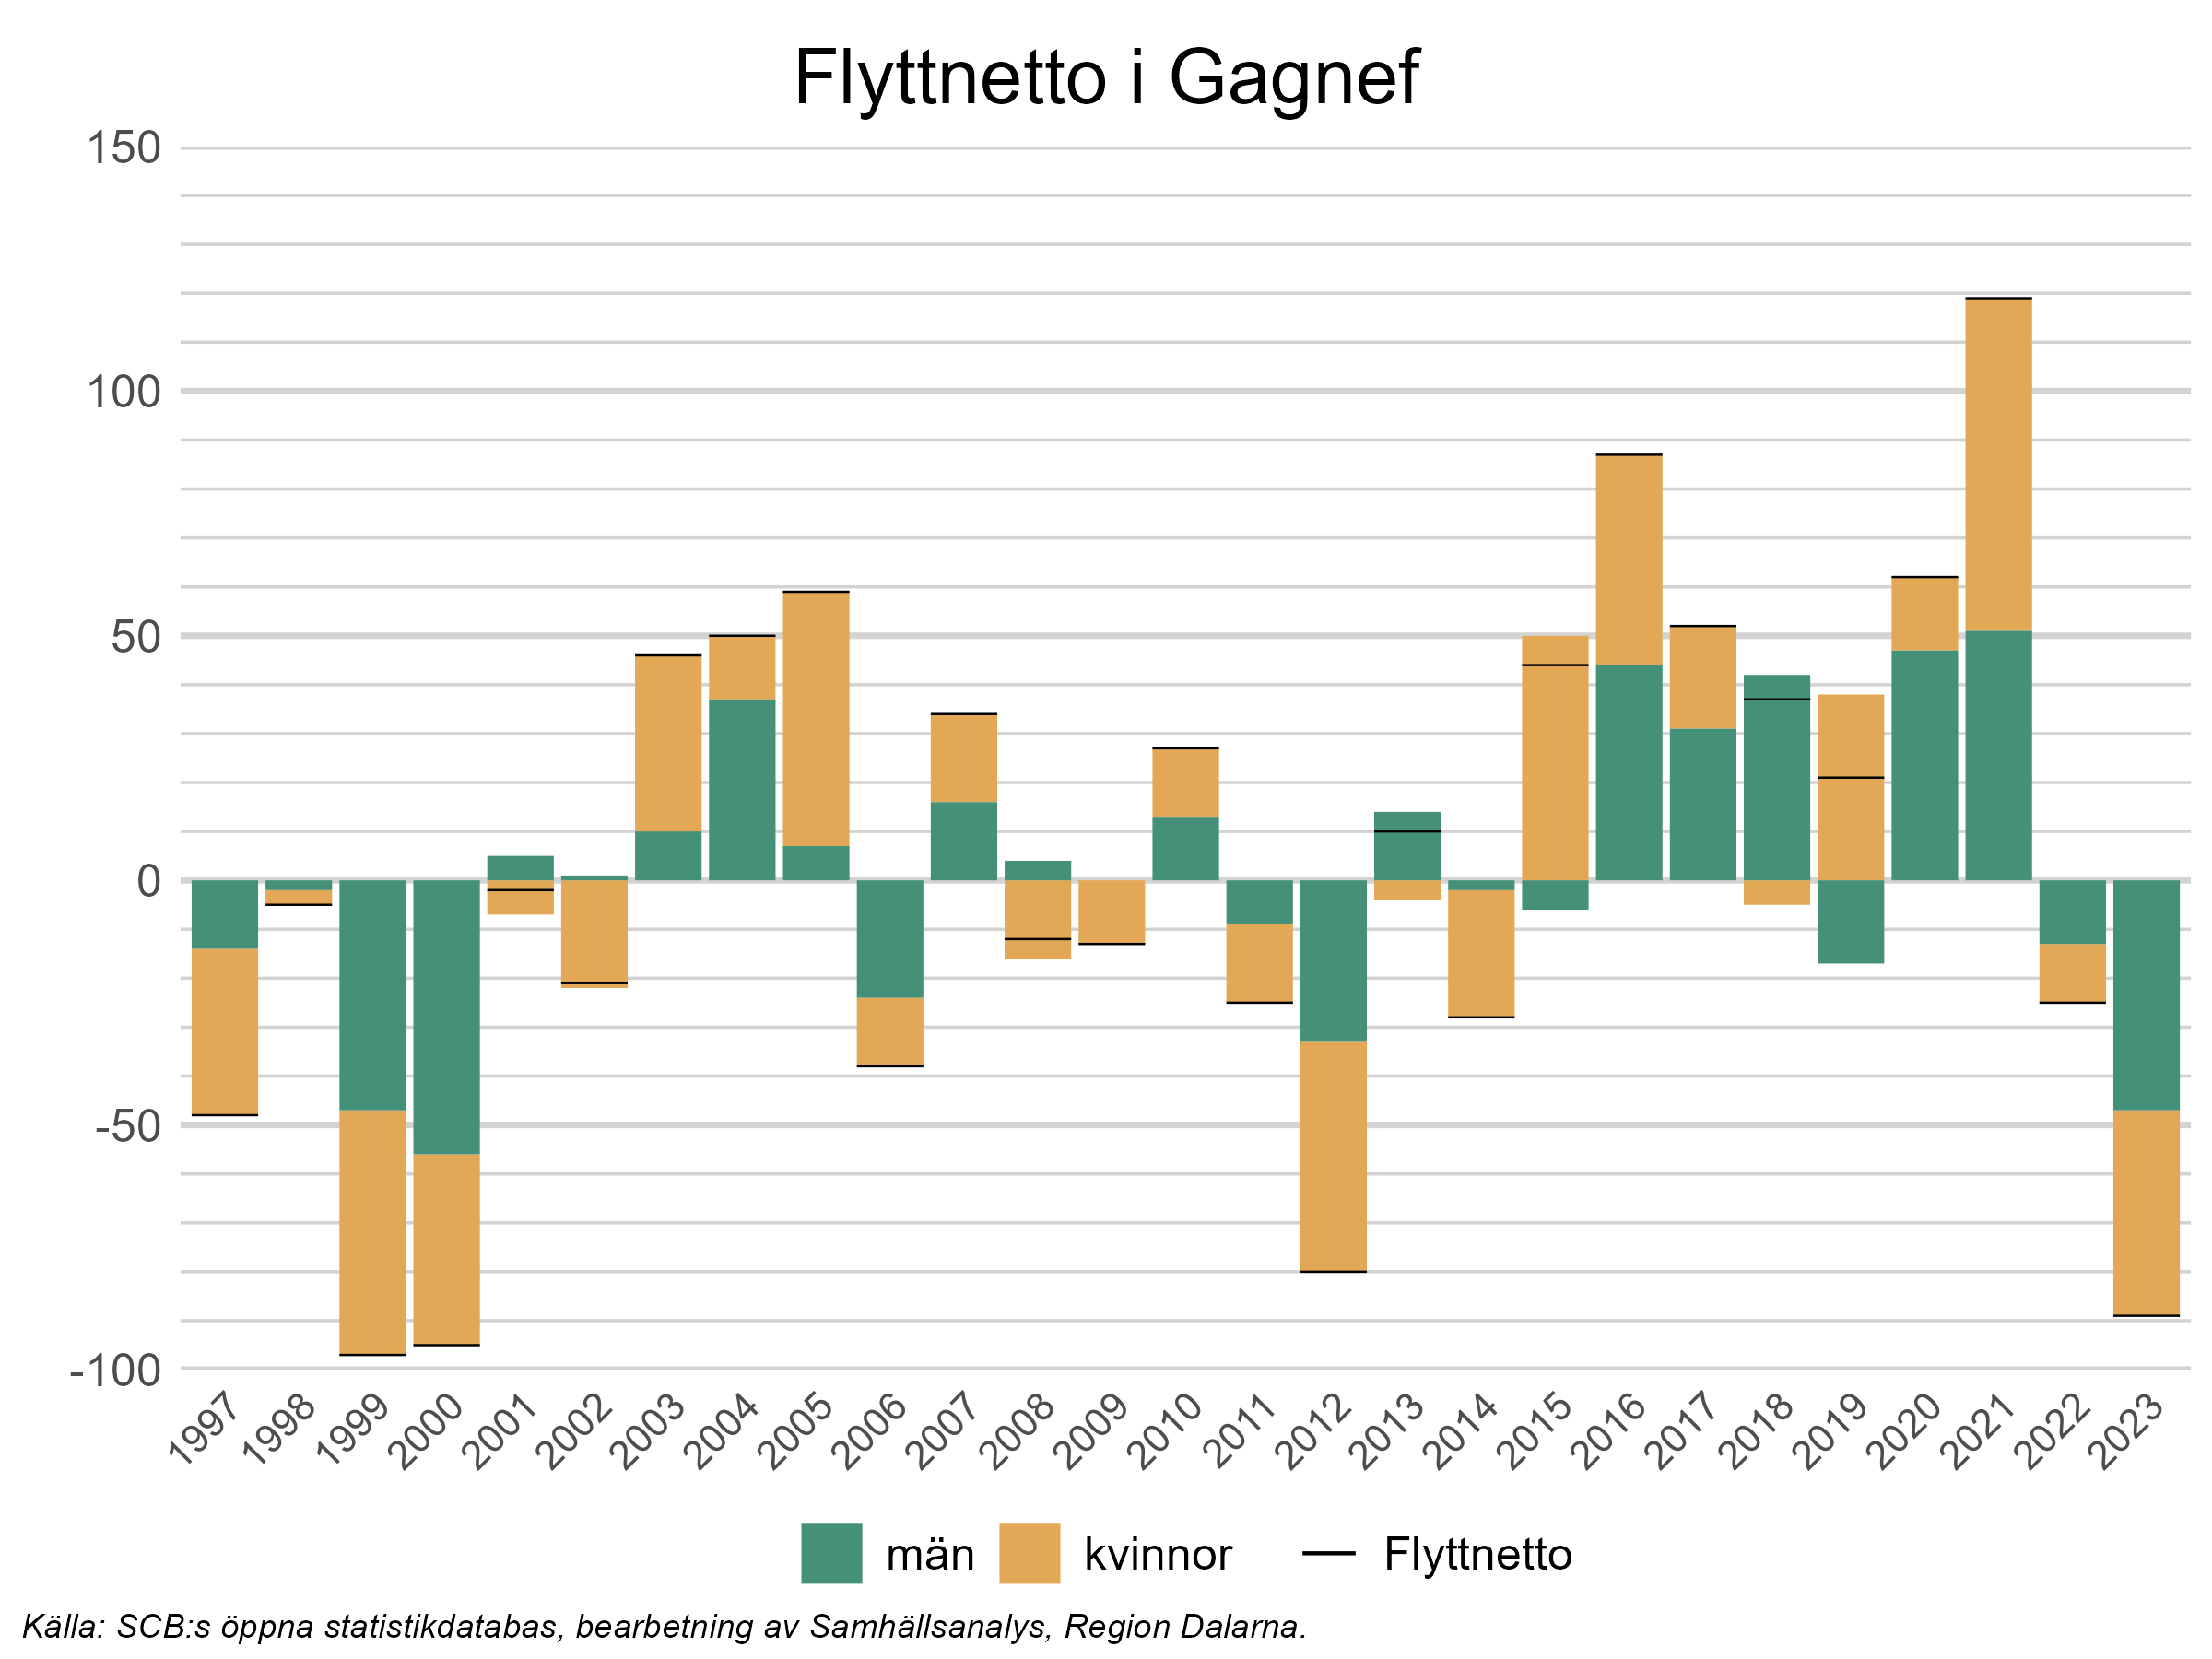 Flyttnetto i Gagnef
150
100
50
0
-50
-100
1997 1998 1999 2000 2001 2002 2003 2004 2005 2006 2007 2008 2009 2010 2011 2012 2013 2014 2015 2016 2017 2018 2019 2020 2021 2022 2023
män kvinnor Flyttnetto
Källa: SCB:s öppna statistikdatabas, bearbetning av Samhällsanalys, Region Dalarna.